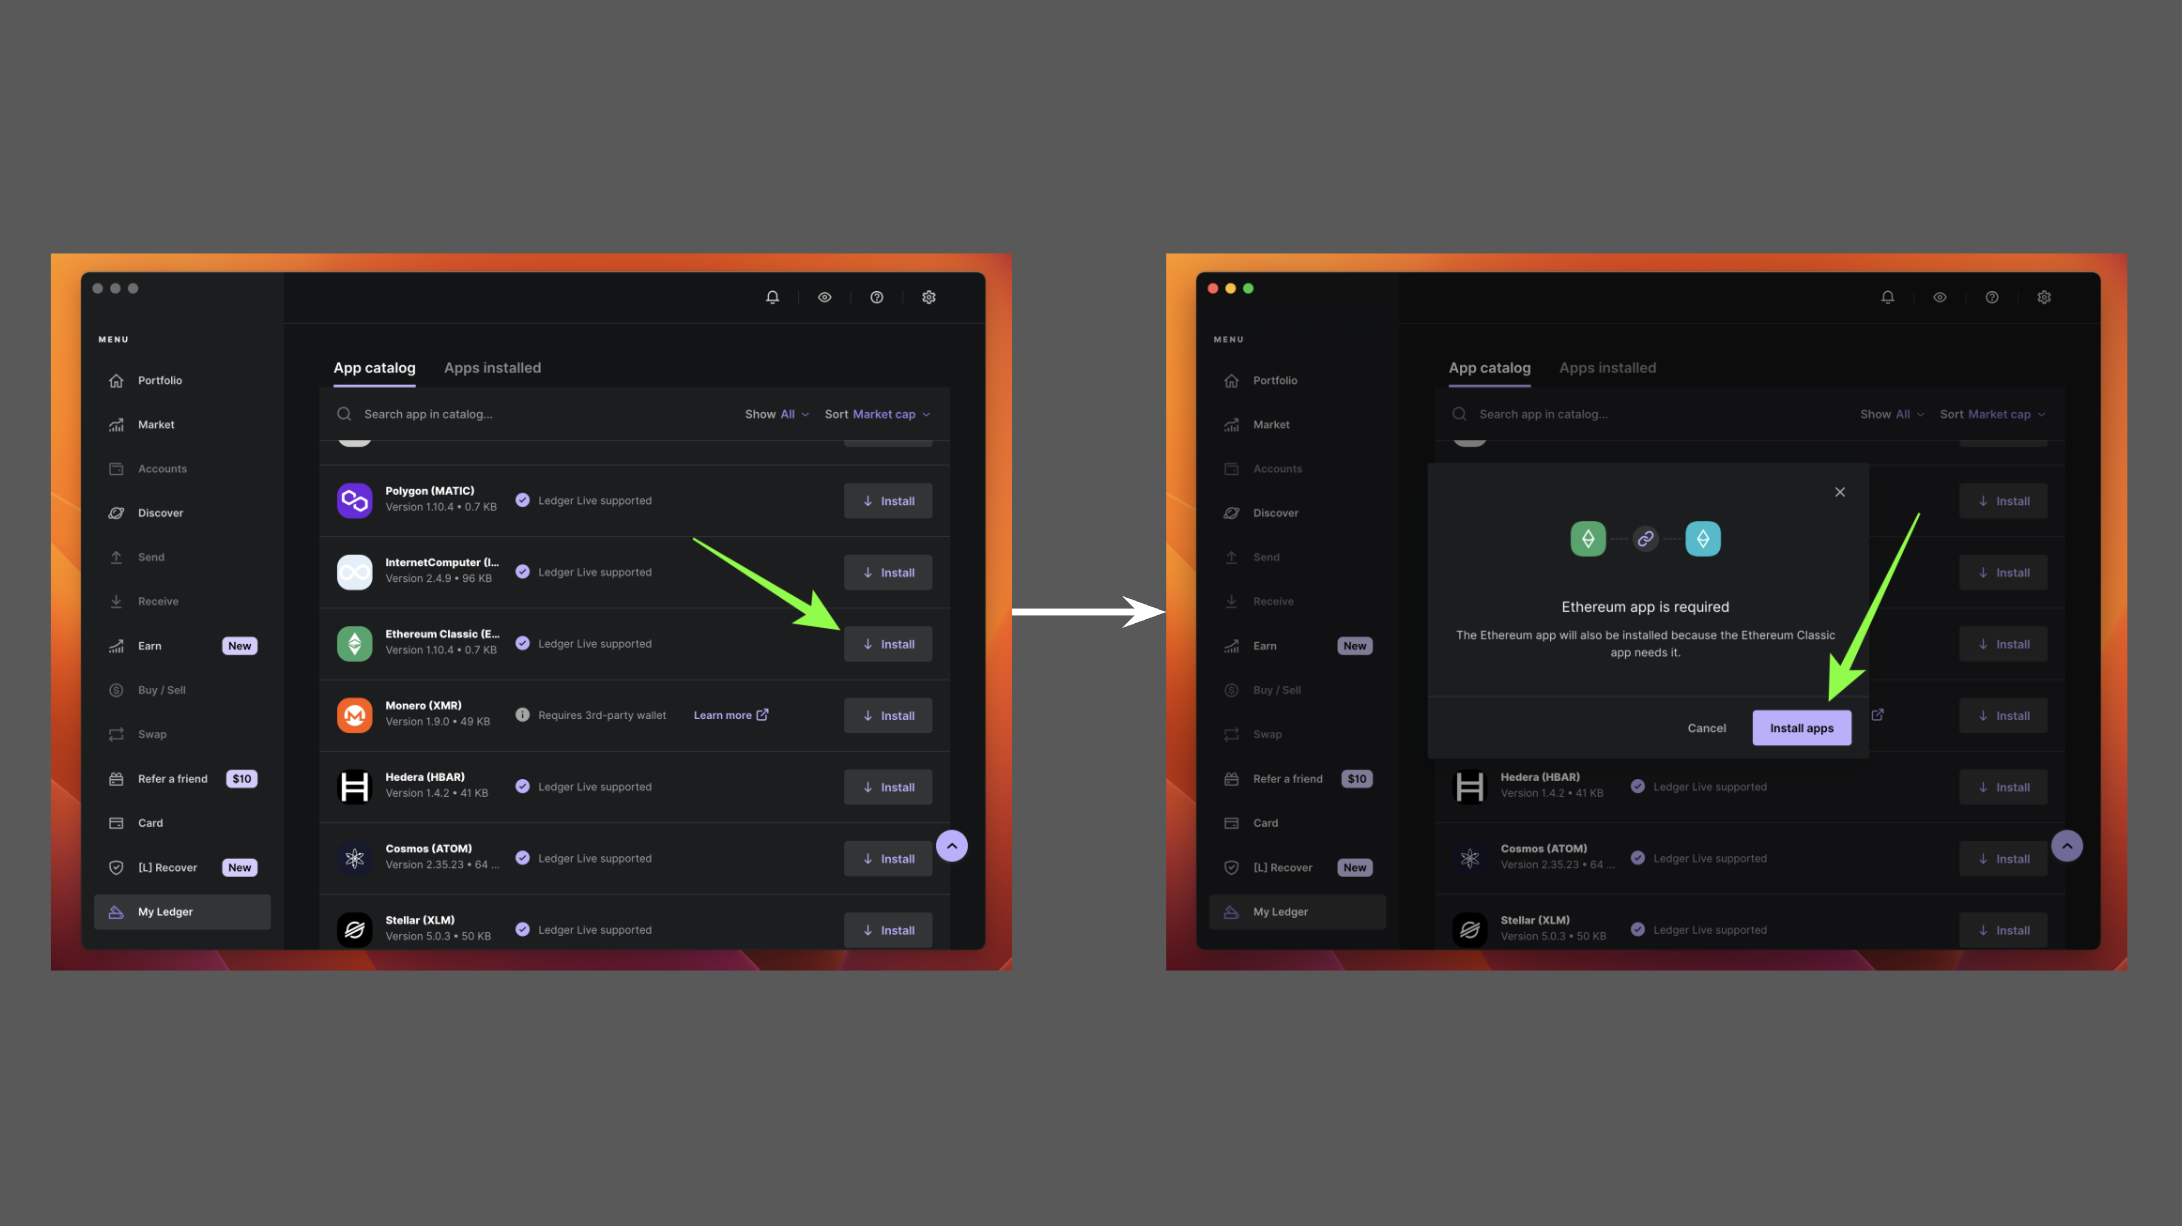 MENU
Portfolio
Market
Accounts
Discover
Send
Receive
Earn New
Buy / Sell
Swap
Refer a friend $10
Card
[L] Recover New
My Ledger
App catalog Apps installed
Search app in catalog... Show All Sort Market cap
Polygon (MATIC)
Version 1.10.4 • 0.7 KB
Ledger Live supported
Install
InternetComputer (I...
Version 2.4.9 • 96 KB
Ledger Live supported
Install
Ethereum Classic (E...
Version 1.10.4 • 0.7 KB
Ledger Live supported
Install
Monero (XMR)
Version 1.9.0 • 49 KB
Requires 3rd-party wallet Learn more
Install
Hedera (HBAR)
Version 1.4.2 • 41 KB
Ledger Live supported
Install
Cosmos (ATOM)
Version 2.35.23 • 64 ...
Ledger Live supported
Install
Stellar (XLM)
Version 5.0.3 • 50 KB
Ledger Live supported
Install
MENU
Portfolio
Market
Accounts
Discover
Send
Receive
Earn New
Buy / Sell
Swap
Refer a friend $10
Card
[L] Recover New
My Ledger
App catalog Apps installed
Search app in catalog... Show All Sort Market cap
Install
Install
Install
Install
Ethereum app is required
The Ethereum app will also be installed because the Ethereum Classic
app needs it.
Cancel Install apps
Hedera (HBAR)
Version 1.4.2 • 41 KB
Ledger Live supported
Install
Cosmos (ATOM)
Version 2.35.23 • 64 ...
Ledger Live supported
Install
Stellar (XLM)
Version 5.0.3 • 50 KB
Ledger Live supported
Install